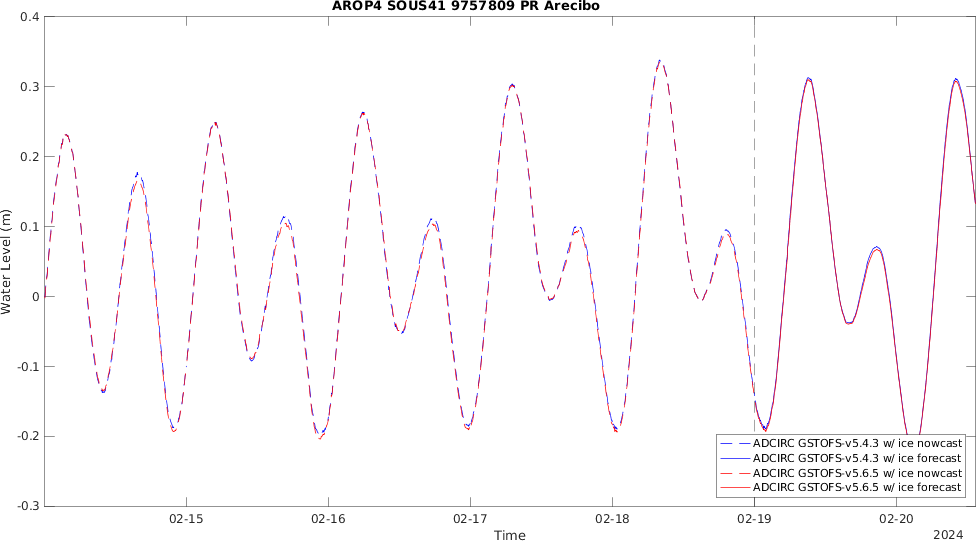 AROP4 SOUS41 9757809 PR Arecibo
0.4
0.3
0.2
0.1
0
-0.1
-0.2
-0.3
Water Level (m)
02-15
02-16
02-17
02-18
02-19
02-20
Time
2024
ADCIRC GSTOFS-v5.4.3 w/ ice nowcast
ADCIRC GSTOFS-v5.4.3 w/ ice forecast
ADCIRC GSTOFS-v5.6.5 w/ ice nowcast
ADCIRC GSTOFS-v5.6.5 w/ ice forecast